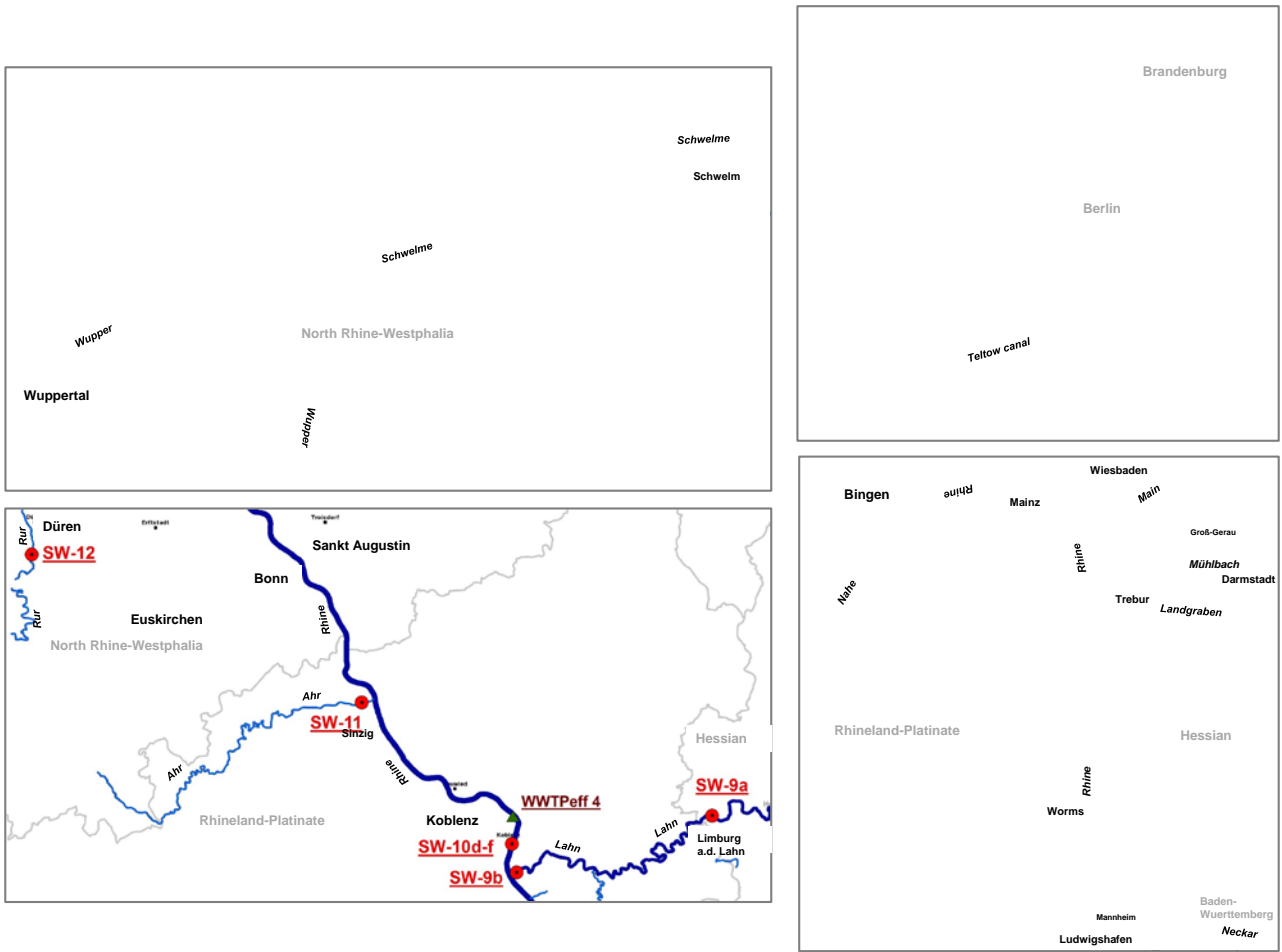 Schwelme
Schwelm
Schwelme
North Rhine-Westphalia
Wupper
Wuppertal
Wupper
Brandenburg
Berlin
Teltow canal
Düren
Rur
SW-12
Erftstadt
Troisdorf
Sankt Augustin
Bonn
Rhine
Euskirchen
Rur
North Rhine-Westphalia
Ahr
SW-11
Sinzig
Hessian
Ahr
Rhine
SW-9a
WWTPeff 4
Rhineland-Platinate
Koblenz
Lahn
Limburg
a.d. Lahn
SW-10d-f
Lahn
SW-9b
Wiesbaden
Bingen
Rhine
Mainz
Main
Groß-Gerau
Rhine
Mühlbach
Darmstadt
Nahe
Trebur
Landgraben
Rhineland-Platinate
Hessian
Rhine
Worms
Baden-
Wuerttemberg
Mannheim
Neckar
Ludwigshafen